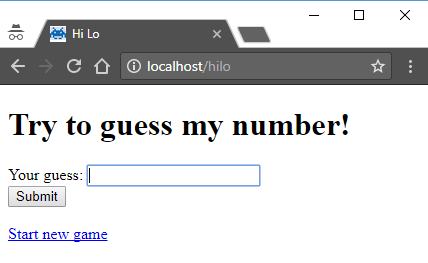 Hi Lo
localhost/hilo
Try to guess my number!
Your guess:
Submit
Start new game